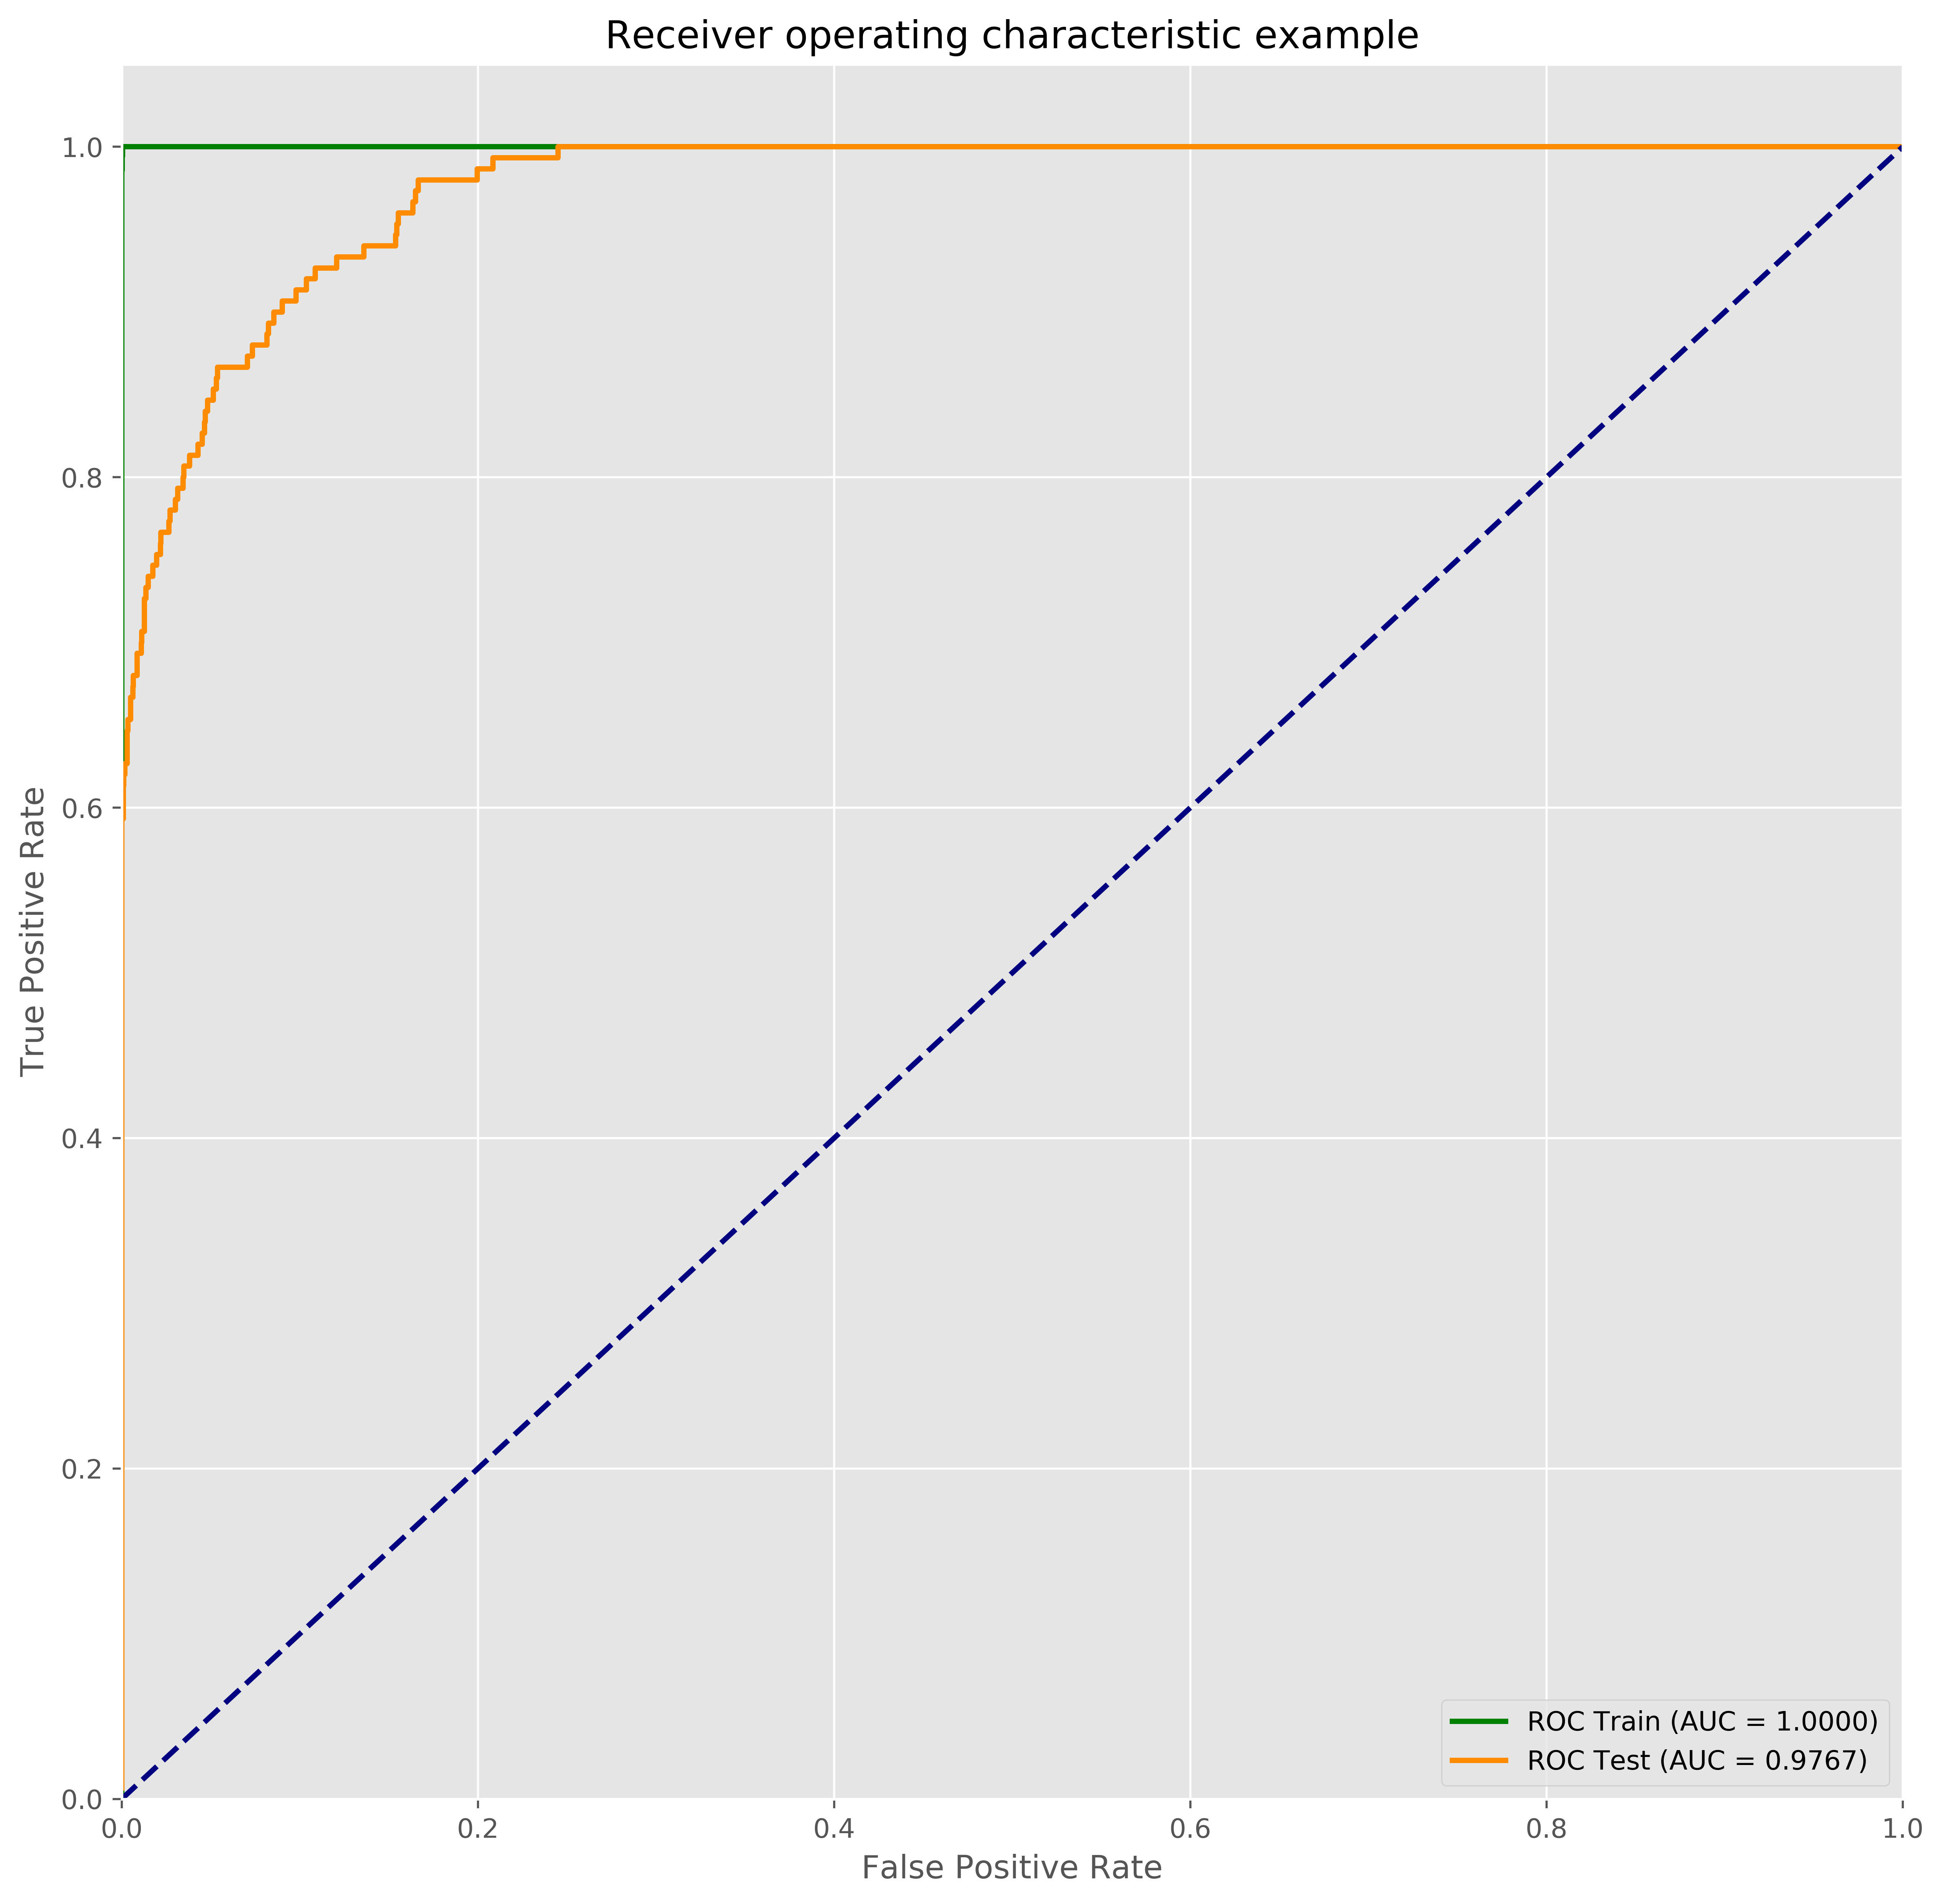 Receiver operating characteristic example
1.0
0.8
0.6
0.4
0.2
0.0
True Positive Rate
0.0 0.2 0.4 0.6 0.8 1.0
False Positive Rate
ROC Train (AUC = 1.0000)
ROC Test (AUC = 0.9767)